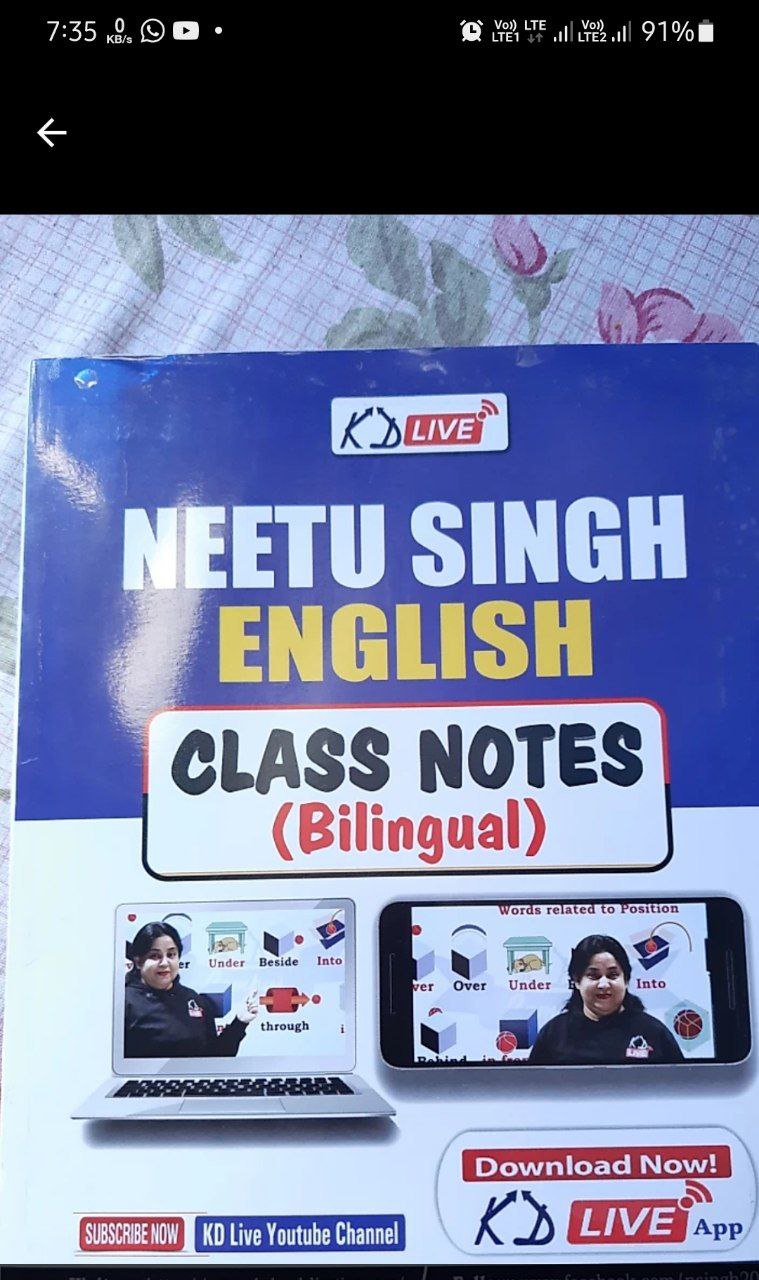 7:35 0 KB/s Vo)) LTE1 LTE Vo)) LTE2 91%
KD LIVE
NEETU SINGH
ENGLISH
CLASS NOTES
(Bilingual)
er Under Beside Into
through
Words related to Position
ver Over Under Into
Behind in fro
Download Now!
KD LIVE App
SUBSCRIBE NOW KD Live Youtube Channel